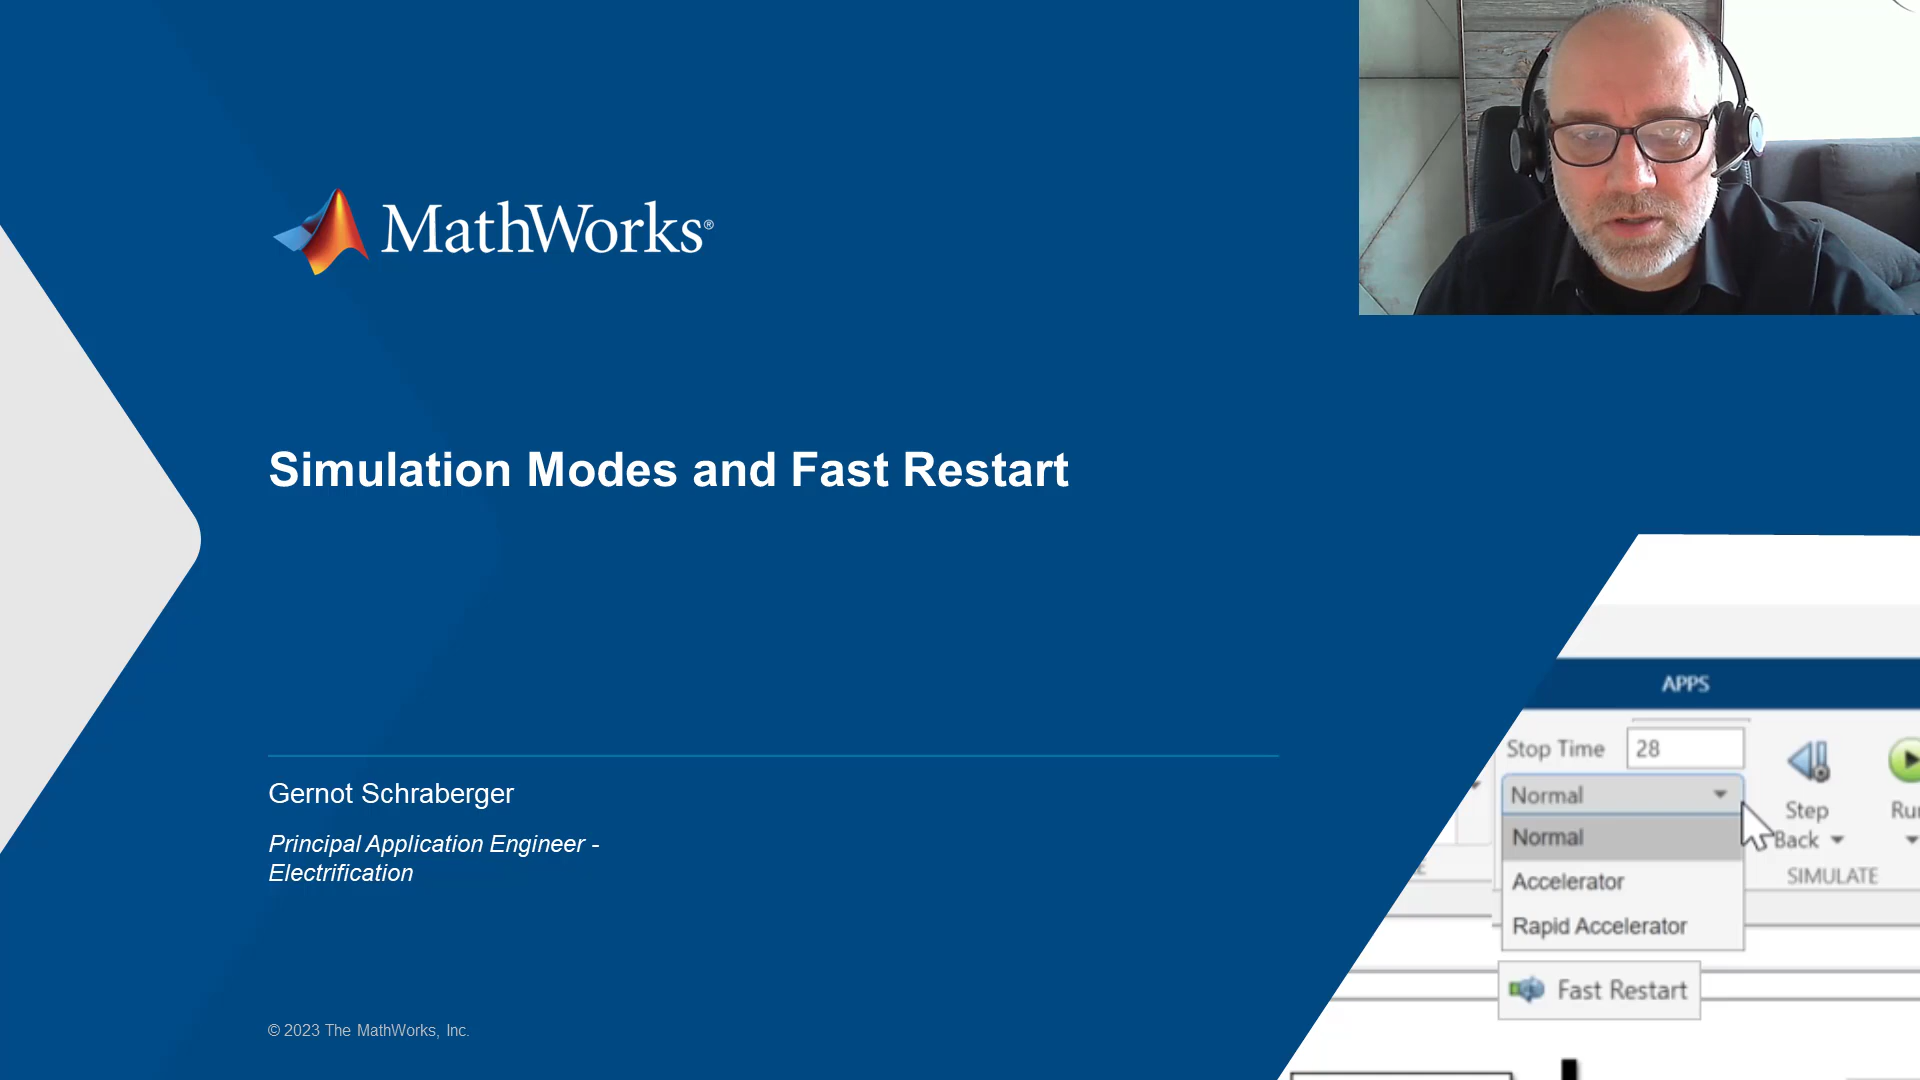 MathWorks®
Simulation Modes and Fast Restart
Gernot Schraberger
Principal Application Engineer -
Electrification
© 2023 The MathWorks, Inc.
APPS
Stop Time 28
Normal
Normal
Accelerator
Rapid Accelerator
Fast Restart
Step
Back
Run
SIMULATE